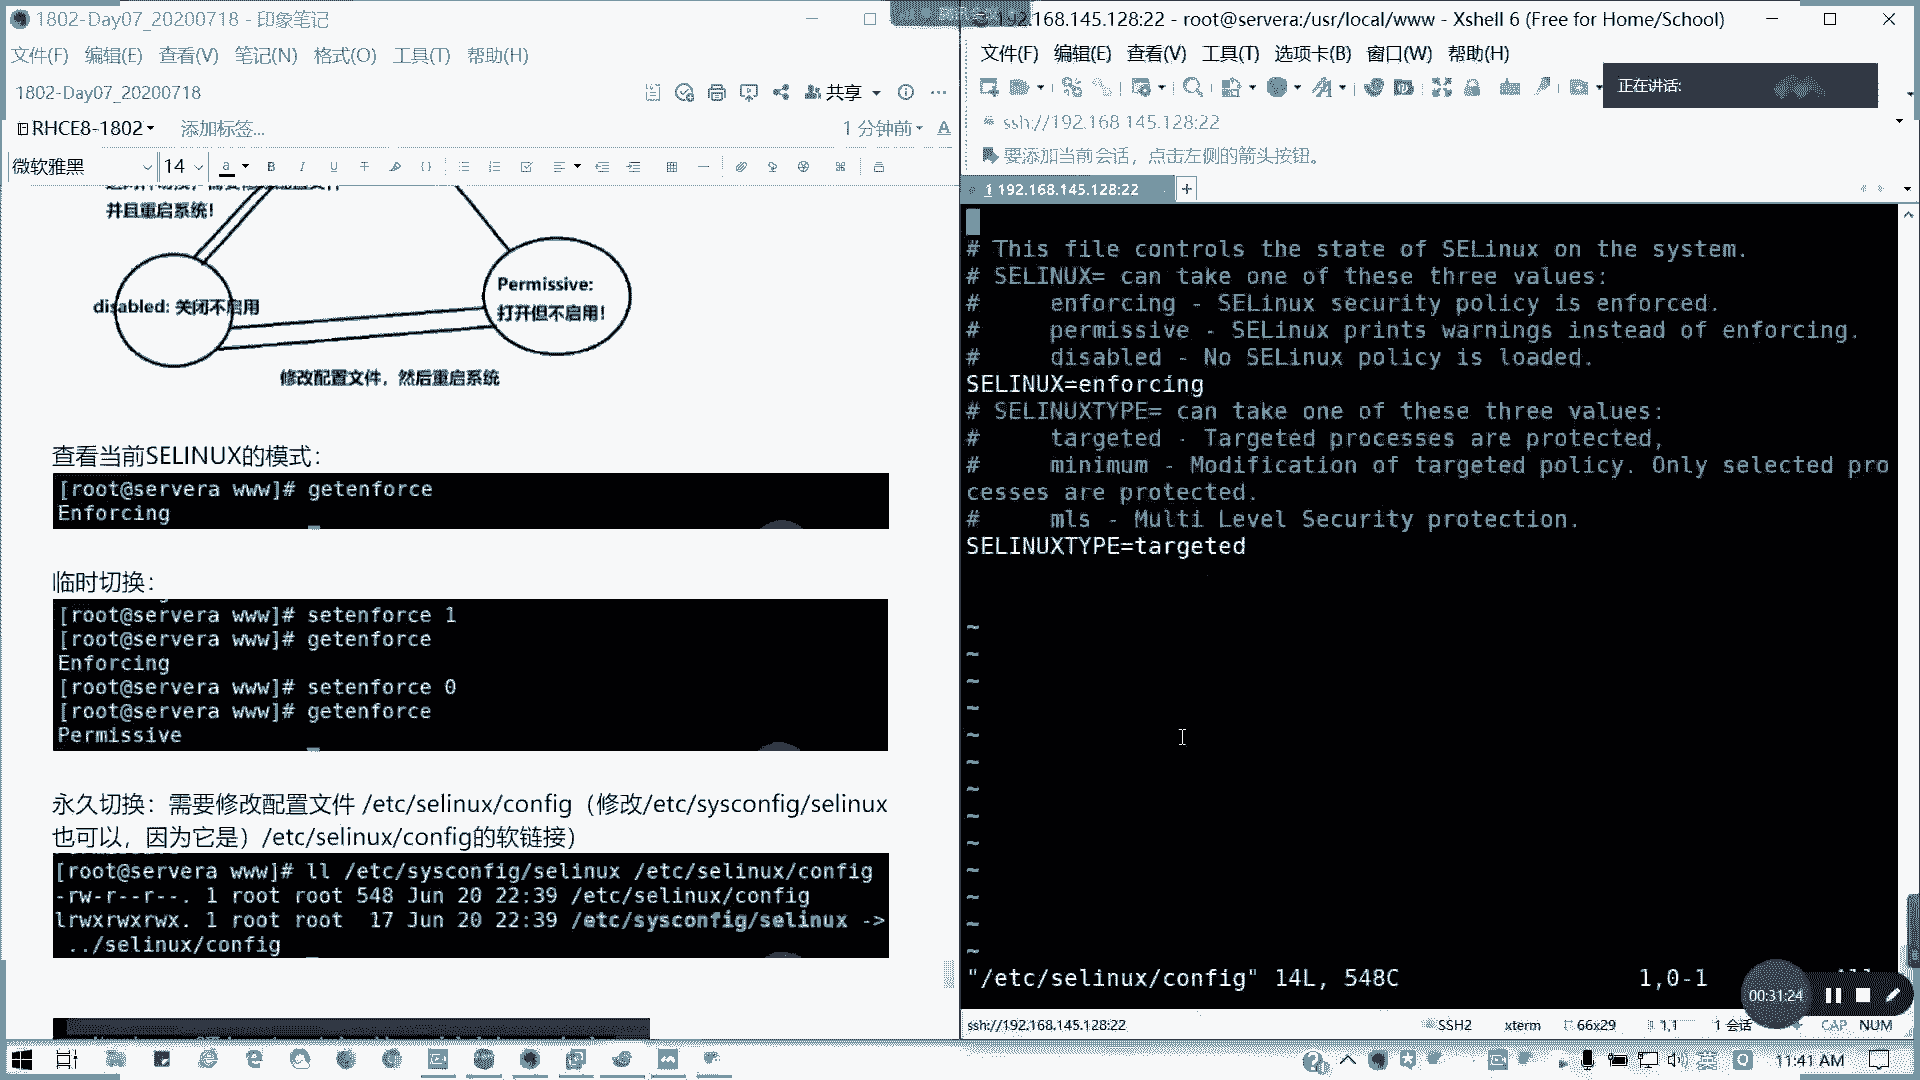 1802-Day07_20200718 - 印象笔记
文件(F) 编辑(E) 查看(V) 笔记(N) 格式(O) 工具(T) 帮助(H)
1802-Day07_20200718
共享
RHCE8-1802 添加标签...
1 分钟前
微软雅黑 14
并且重启系统!
disabled: 关闭不启用
Permissive:
打开但不启用!
修改配置文件，然后重启系统
查看当前SELINUX的模式：
[root@servera www]# getenforce
Enforcing
临时切换：
[root@servera www]# setenforce 1
[root@servera www]# getenforce
Enforcing
[root@servera www]# setenforce 0
[root@servera www]# getenforce
Permissive
永久切换：需要修改配置文件 /etc/selinux/config（修改/etc/sysconfig/selinux
也可以，因为它是）/etc/selinux/config的软链接）
[root@servera www]# ll /etc/sysconfig/selinux /etc/selinux/config
-rw-r--r--. 1 root root 548 Jun 20 22:39 /etc/selinux/config
lrwxrwxrwx. 1 root root  17 Jun 20 22:39 /etc/sysconfig/selinux ->
../selinux/config
192.168.145.128:22 - root@servera:/usr/local/www - Xshell 6 (Free for Home/School)
文件(F) 编辑(E) 查看(V) 工具(T) 选项卡(B) 窗口(W) 帮助(H)
正在讲话:
ssh://192.168.145.128:22
要添加当前会话，点击左侧的箭头按钮。
1 192.168.145.128:22
# This file controls the state of SELinux on the system.
# SELINUX= can take one of these three values:
#     enforcing - SELinux security policy is enforced.
#     permissive - SELinux prints warnings instead of enforcing.
#     disabled - No SELinux policy is loaded.
SELINUX=enforcing
# SELINUXTYPE= can take one of these three values:
#     targeted - Targeted processes are protected,
#     minimum - Modification of targeted policy. Only selected pro
cesses are protected.
#     mls - Multi Level Security protection.
SELINUXTYPE=targeted
~
~
~
~
~
~
~
~
~
~
~
~
~
"/etc/selinux/config" 14L, 548C 1,0-1
00:31:24
ssh://192.168.145.128:22 SSH2 xterm 66x29 1,1 1 会话 CAP NUM
英 11:41 AM